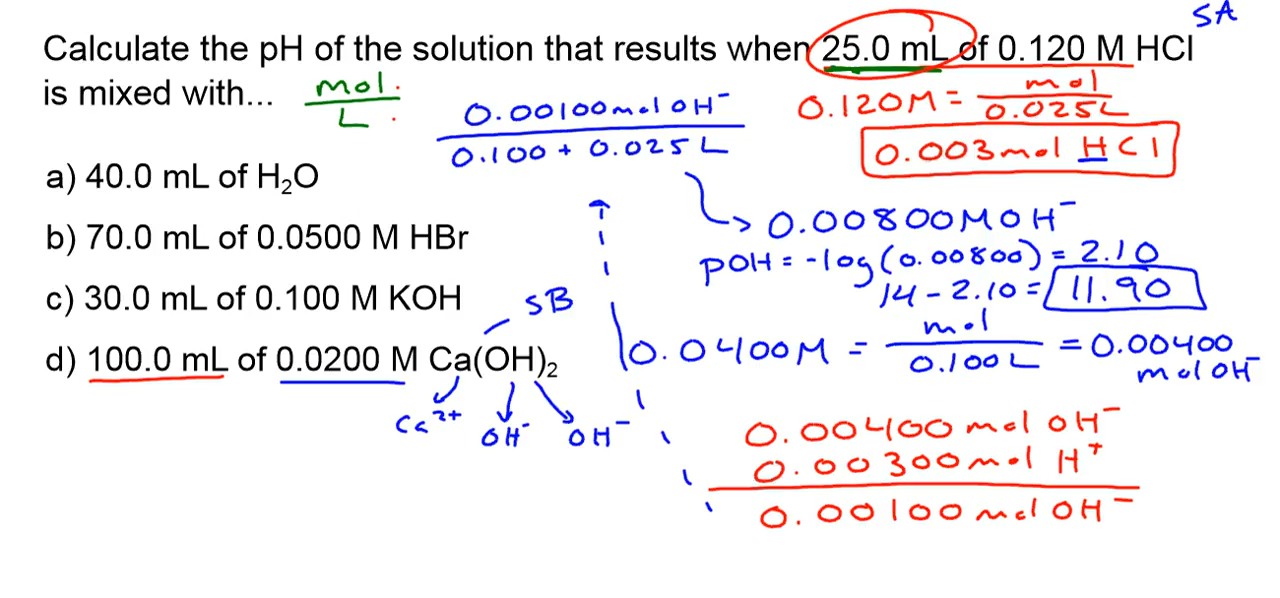 SA
Calculate the pH of the solution that results when 25.0 mL of 0.120 M HCl
is mixed with...
mol
L
0.00100 mol OH⁻
0.100 + 0.025 L
0.120 M = mol
0.025 L
0.003 mol HCl
a) 40.0 mL of H₂O
→ 0.00800 M OH⁻
b) 70.0 mL of 0.0500 M HBr
pOH = -log(0.00800) = 2.10
14 - 2.10 = 11.90
c) 30.0 mL of 0.100 M KOH
SB
0.0400 M = mol
0.100 L
= 0.00400
mol OH⁻
d) 100.0 mL of 0.0200 M Ca(OH)₂
Ca²⁺ OH⁻ OH⁻
0.00400 mol OH⁻
0.00300 mol H⁺
0.00100 mol OH⁻